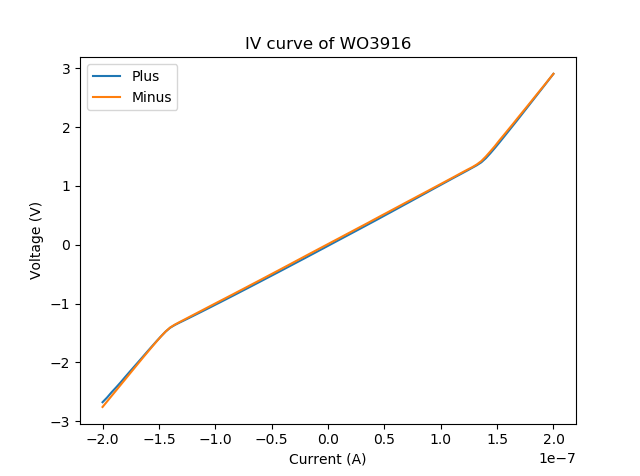 IV curve of WO3916
Plus
Minus
3
2
1
0
−1
−2
−3
Voltage (V)
−2.0 −1.5 −1.0 −0.5 0.0 0.5 1.0 1.5 2.0
1e−7
Current (A)